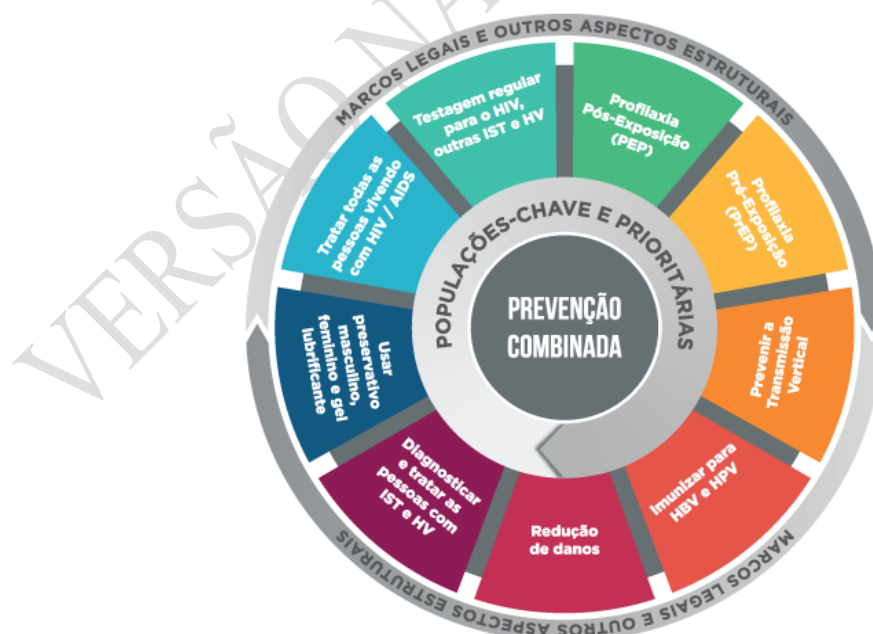 VERSÃO NA
MARCOS LEGAIS E OUTROS ASPECTOS ESTRUTURAIS
Testagem regular
para o HIV,
outras IST e HV
Profilaxia
Pós-Exposição
(PEP)
Profilaxia
Pré-Exposição
(PrEP)
Prevenir a
Transmissão
Vertical
Imunizar para
HBV e HPV
Redução
de danos
Diagnosticar
e tratar as
pessoas com
IST e HV
Usar
preservativo
masculino,
feminino e gel
lubrificante
Tratar todas as
pessoas vivendo
com HIV / AIDS
POPULAÇÕES-CHAVE E PRIORITÁRIAS
PREVENÇÃO
COMBINADA
MARCOS LEGAIS E OUTROS ASPECTOS ESTRUTURAIS